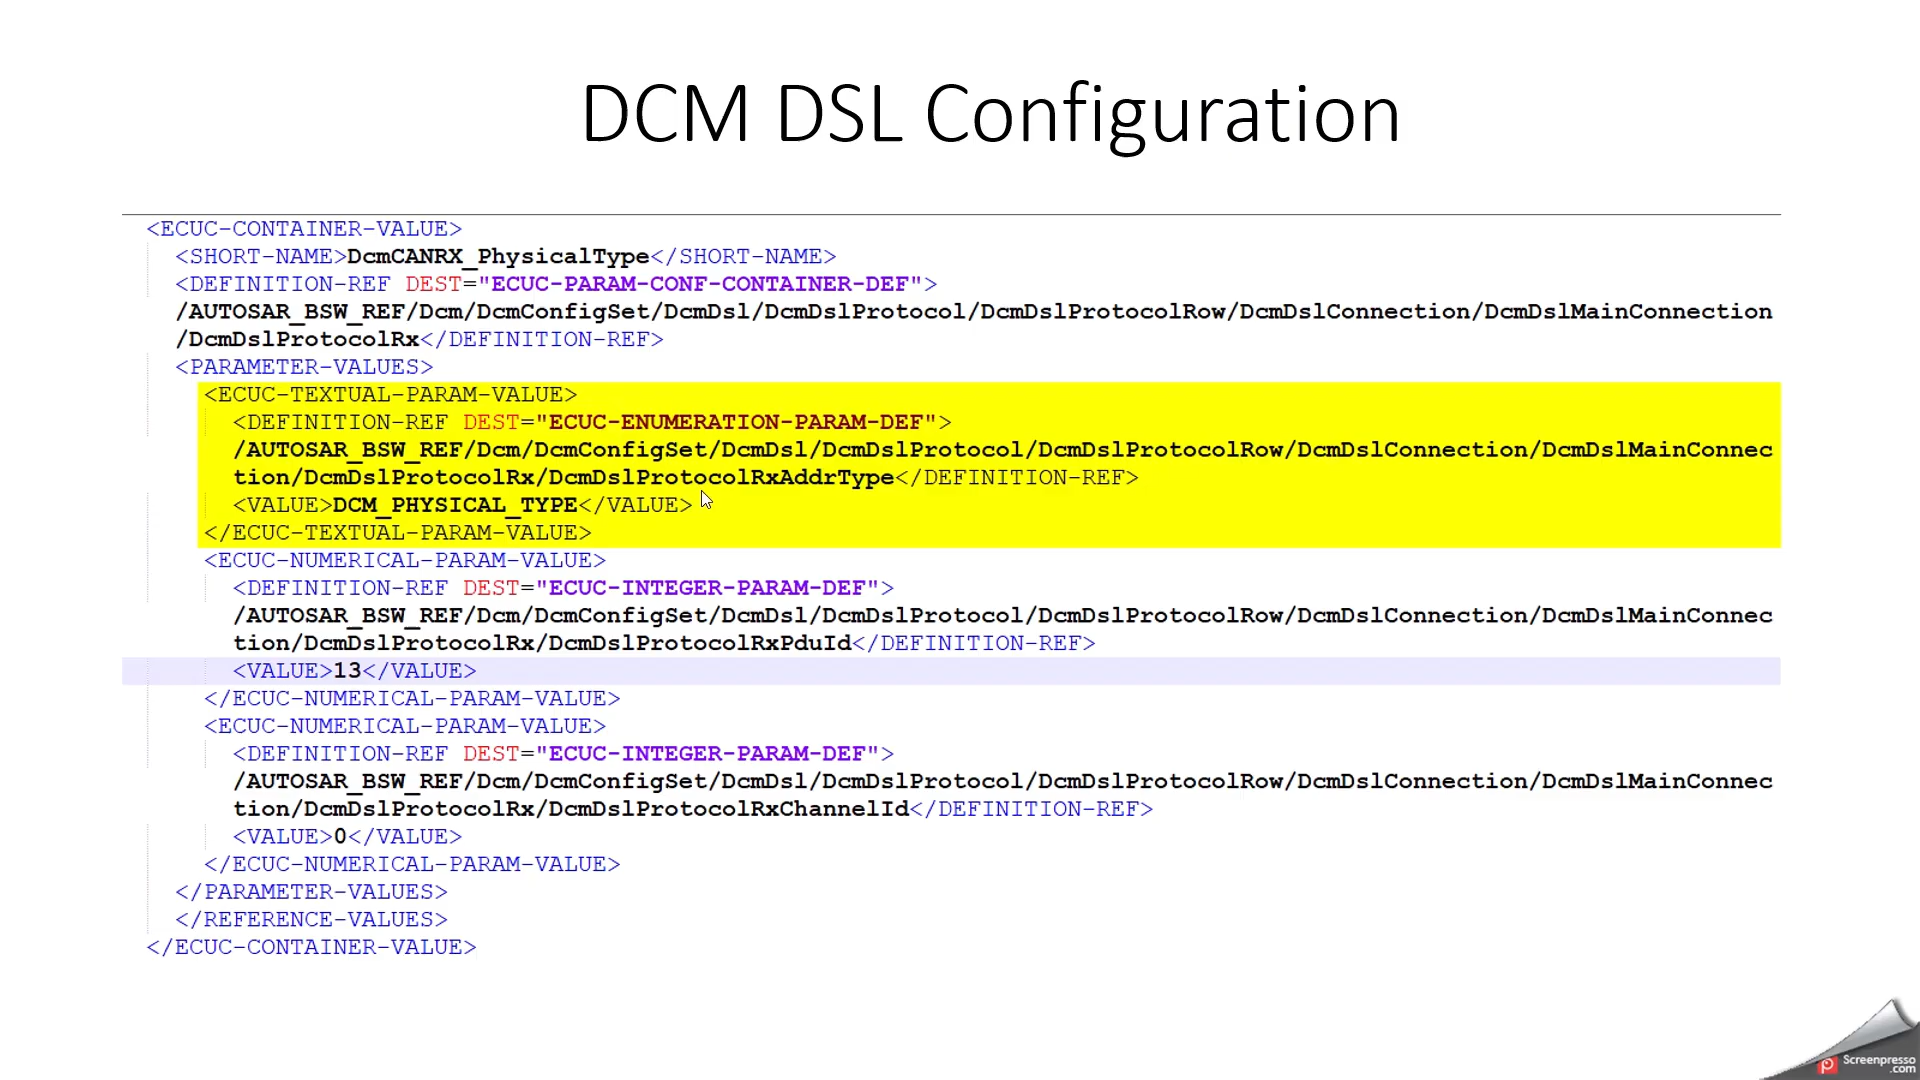 DCM DSL Configuration
<ECUC-CONTAINER-VALUE>
<SHORT-NAME>DcmCANRX_PhysicalType</SHORT-NAME>
<DEFINITION-REF DEST="ECUC-PARAM-CONF-CONTAINER-DEF">
/AUTOSAR_BSW_REF/Dcm/DcmConfigSet/DcmDsl/DcmDslProtocol/DcmDslProtocolRow/DcmDslConnection/DcmDslMainConnection
/DcmDslProtocolRx</DEFINITION-REF>
<PARAMETER-VALUES>
<ECUC-TEXTUAL-PARAM-VALUE>
<DEFINITION-REF DEST="ECUC-ENUMERATION-PARAM-DEF">
/AUTOSAR_BSW_REF/Dcm/DcmConfigSet/DcmDsl/DcmDslProtocol/DcmDslProtocolRow/DcmDslConnection/DcmDslMainConnec
tion/DcmDslProtocolRx/DcmDslProtocolRxAddrType</DEFINITION-REF>
<VALUE>DCM_PHYSICAL_TYPE</VALUE>
</ECUC-TEXTUAL-PARAM-VALUE>
<ECUC-NUMERICAL-PARAM-VALUE>
<DEFINITION-REF DEST="ECUC-INTEGER-PARAM-DEF">
/AUTOSAR_BSW_REF/Dcm/DcmConfigSet/DcmDsl/DcmDslProtocol/DcmDslProtocolRow/DcmDslConnection/DcmDslMainConnec
tion/DcmDslProtocolRx/DcmDslProtocolRxPduId</DEFINITION-REF>
<VALUE>13</VALUE>
</ECUC-NUMERICAL-PARAM-VALUE>
<ECUC-NUMERICAL-PARAM-VALUE>
<DEFINITION-REF DEST="ECUC-INTEGER-PARAM-DEF">
/AUTOSAR_BSW_REF/Dcm/DcmConfigSet/DcmDsl/DcmDslProtocol/DcmDslProtocolRow/DcmDslConnection/DcmDslMainConnec
tion/DcmDslProtocolRx/DcmDslProtocolRxChannelId</DEFINITION-REF>
<VALUE>0</VALUE>
</ECUC-NUMERICAL-PARAM-VALUE>
</PARAMETER-VALUES>
</REFERENCE-VALUES>
</ECUC-CONTAINER-VALUE>
Screenpresso
.com